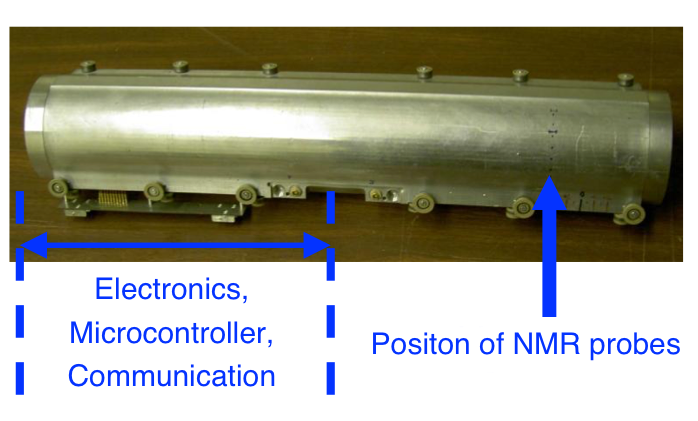 Electronics,
Microcontroller,
Communication
Positon of NMR probes